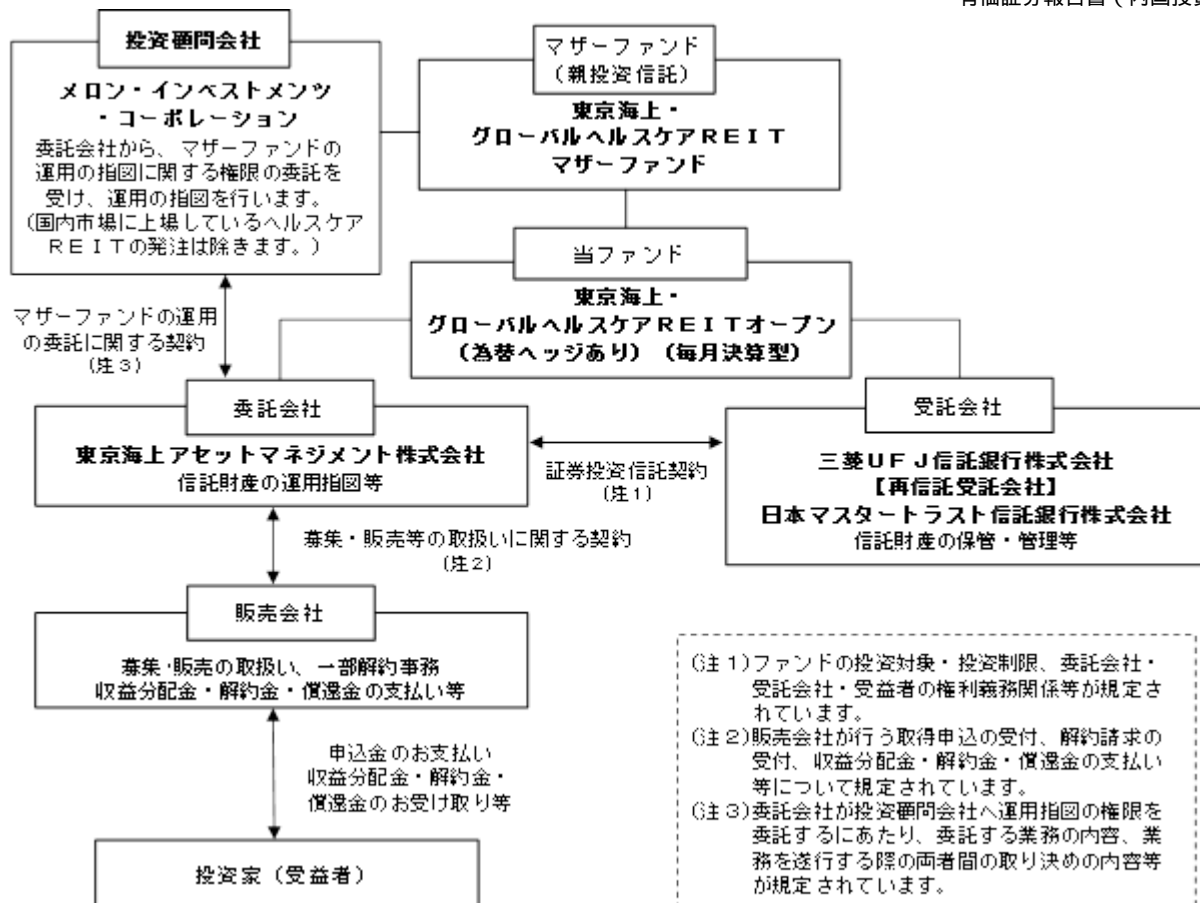 投資顧問会社
メロン・インベストメンツ
・コーポレーション
委託会社から、マザーファンドの
運用の指図に関する権限の委託を
受け、運用の指図を行います。
(国内市場に上場しているヘルスケア
REITの発注は除きます。)
マザーファンド
(親投資信託)
東京海上・
グローバルヘルスケアREIT
マザーファンド
当ファンド
東京海上・
グローバルヘルスケアREITオープン
(為替ヘッジあり)(毎月決算型)
マザーファンドの運用
の委託に関する契約
(注3)
委託会社
東京海上アセットマネジメント株式会社
信託財産の運用指図等
証券投資信託契約
(注1)
受託会社
三菱UFJ信託銀行株式会社
【再信託受託会社】
日本マスタートラスト信託銀行株式会社
信託財産の保管・管理等
募集・販売等の取扱いに関する契約
(注2)
販売会社
募集・販売の取扱い、一部解約事務
収益分配金・解約金・償還金の支払い等
申込金のお支払い
収益分配金・解約金・
償還金のお受け取り等
投資家(受益者)
(注1)ファンドの投資対象・投資制限、委託会社・
受託会社・受益者の権利義務関係等が規定さ
れています。
(注2)販売会社が行う取得申込の受付、解約請求の
受付、収益分配金・解約金・償還金の支払い
等について規定されています。
(注3)委託会社が投資顧問会社へ運用指図の権限を
委託するにあたり、委託する業務の内容、業
務を遂行する際の両者間の取り決めの内容等
が規定されています。